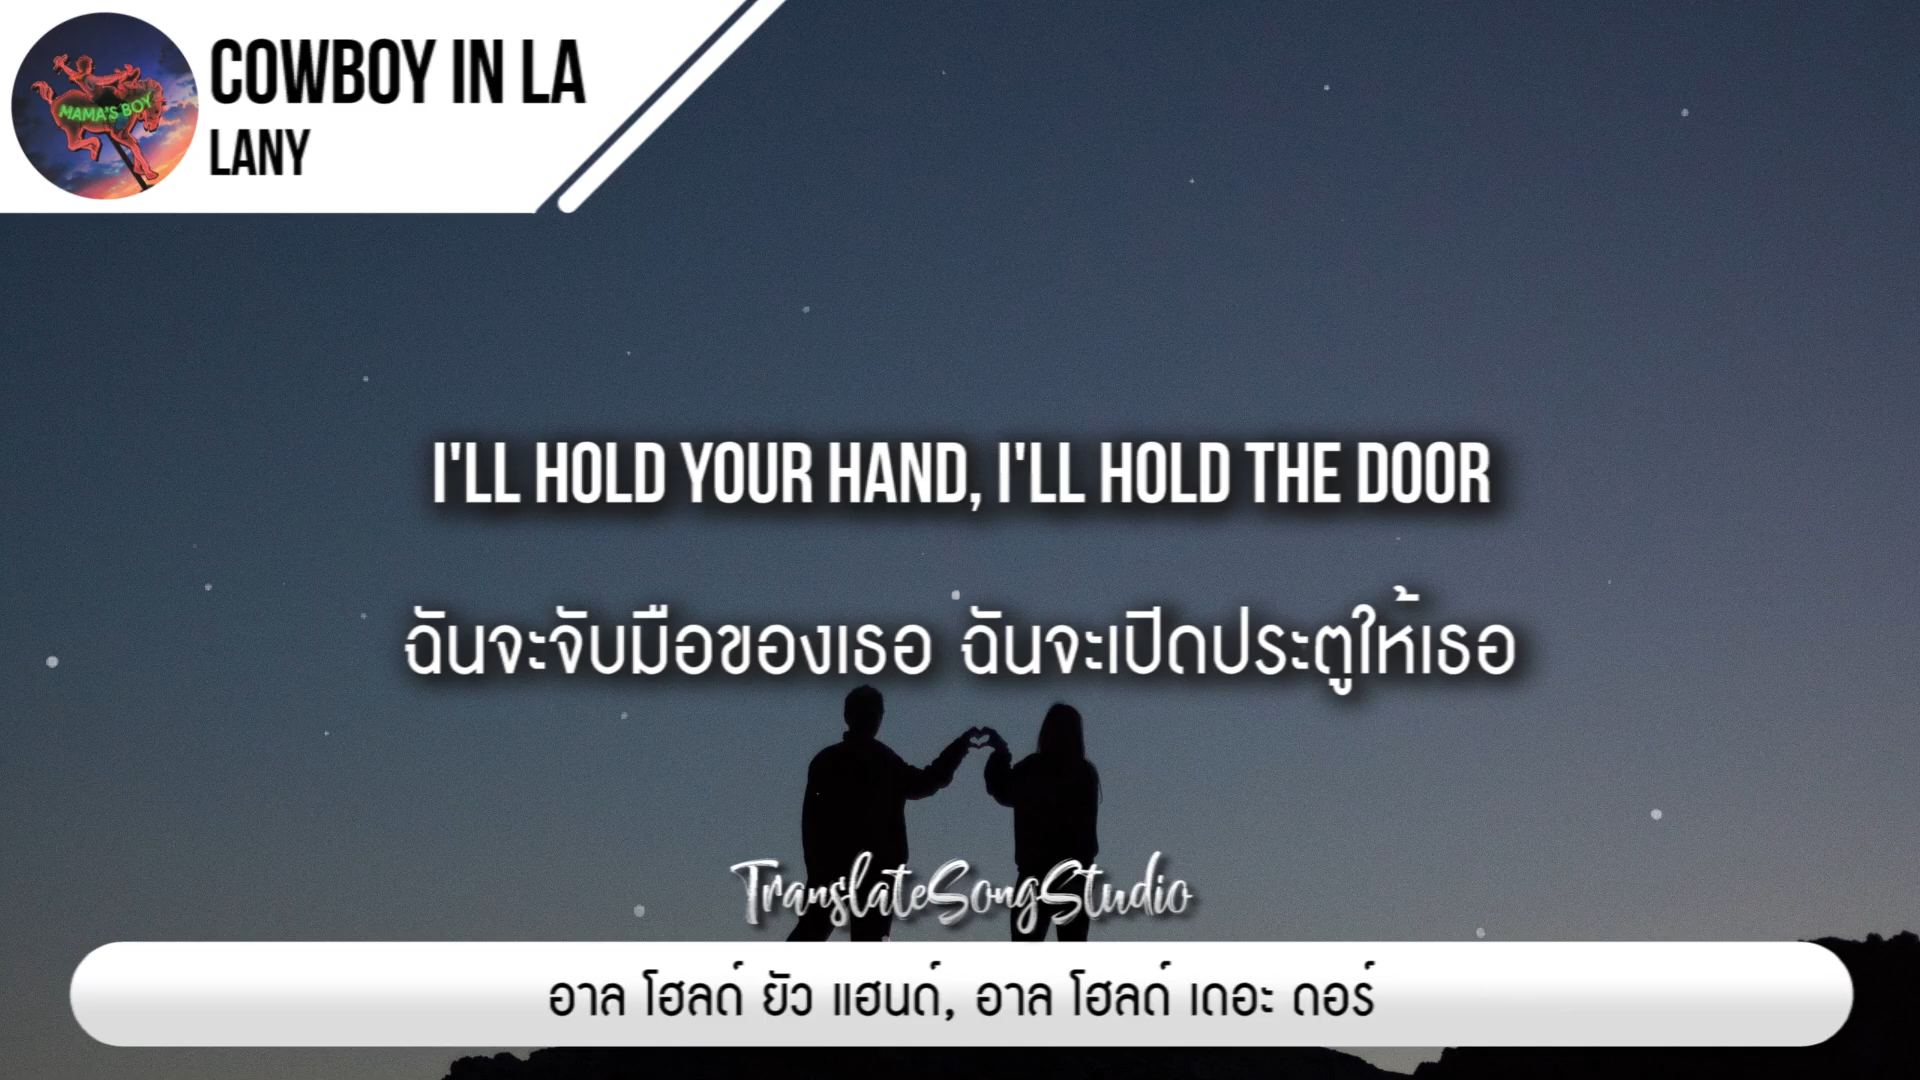 MAMA'S BOY
COWBOY IN LA
LANY
I'LL HOLD YOUR HAND, I'LL HOLD THE DOOR
ฉันจะจับมือของเธอ ฉันจะเปิดประตูให้เธอ
TranslateSongStudio
อาล โฮลด์ ยัว แฮนด์, อาล โฮลด์ เดอะ ดอร์